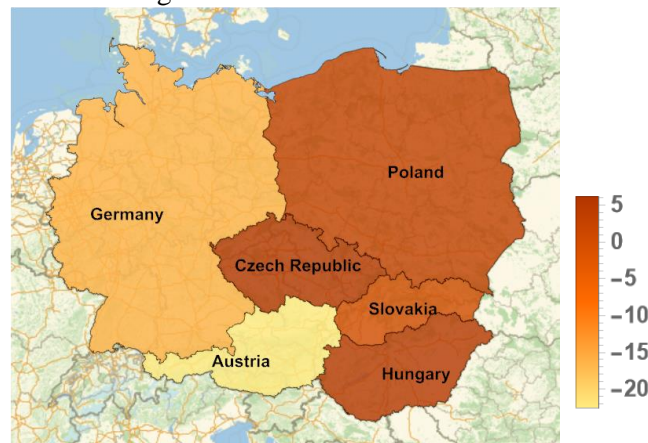 Poland
Germany
Czech Republic
Slovakia
Austria
Hungary
5
0
−5
−10
−15
−20